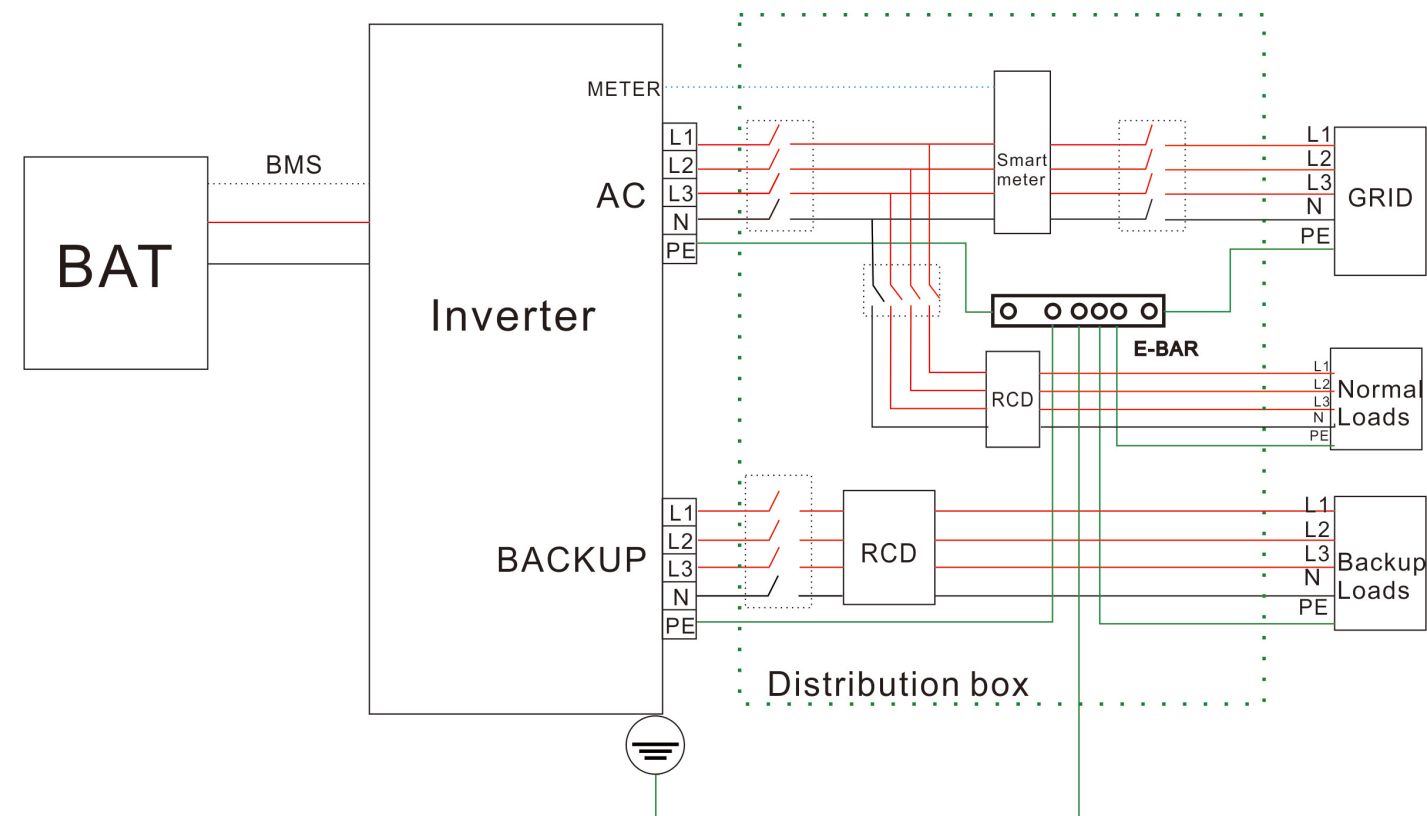 BAT
BMS
Inverter
METER
AC
L1
L2
L3
N
PE
BACKUP
L1
L2
L3
N
PE
Smart
meter
RCD
E-BAR
RCD
Distribution box
L1
L2
L3
N
PE
GRID
L1
L2
L3
N
PE
Normal
Loads
L1
L2
L3
N
PE
Backup
Loads